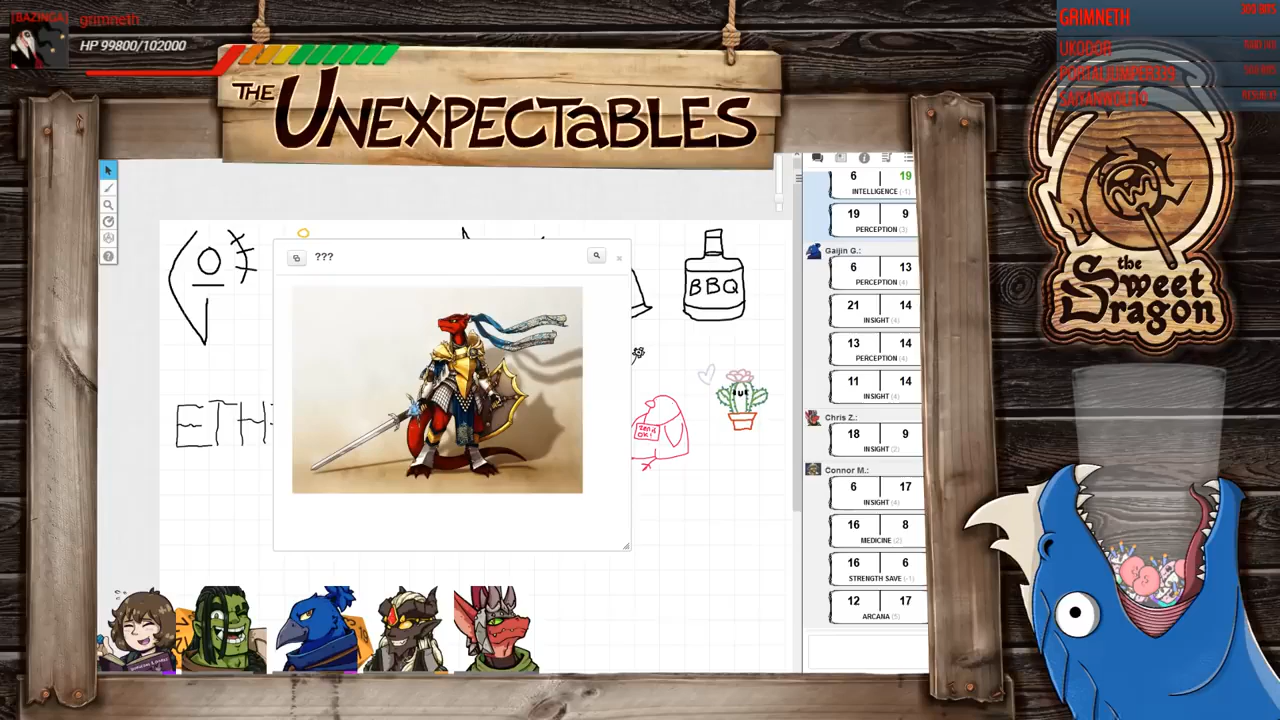 [BAZINGA] grimneth
HP 99800/102000
THE UNEXPECTaBLES
GRIMNETH 300 BITS
UKODOR
PORTALJUMPER339
the Sweet Dragon
???
BBQ
ETH
6 19
INTELLIGENCE (-1)
19 9
PERCEPTION (3)
Gaijin G.:
6 13
PERCEPTION (4)
21 14
INSIGHT (4)
13 14
PERCEPTION (4)
11 14
INSIGHT (4)
Chris Z.:
18 9
INSIGHT (2)
Connor M.:
6 17
INSIGHT (4)
16 8
MEDICINE (2)
16 6
STRENGTH SAVE (-1)
12 17
ARCANA (5)